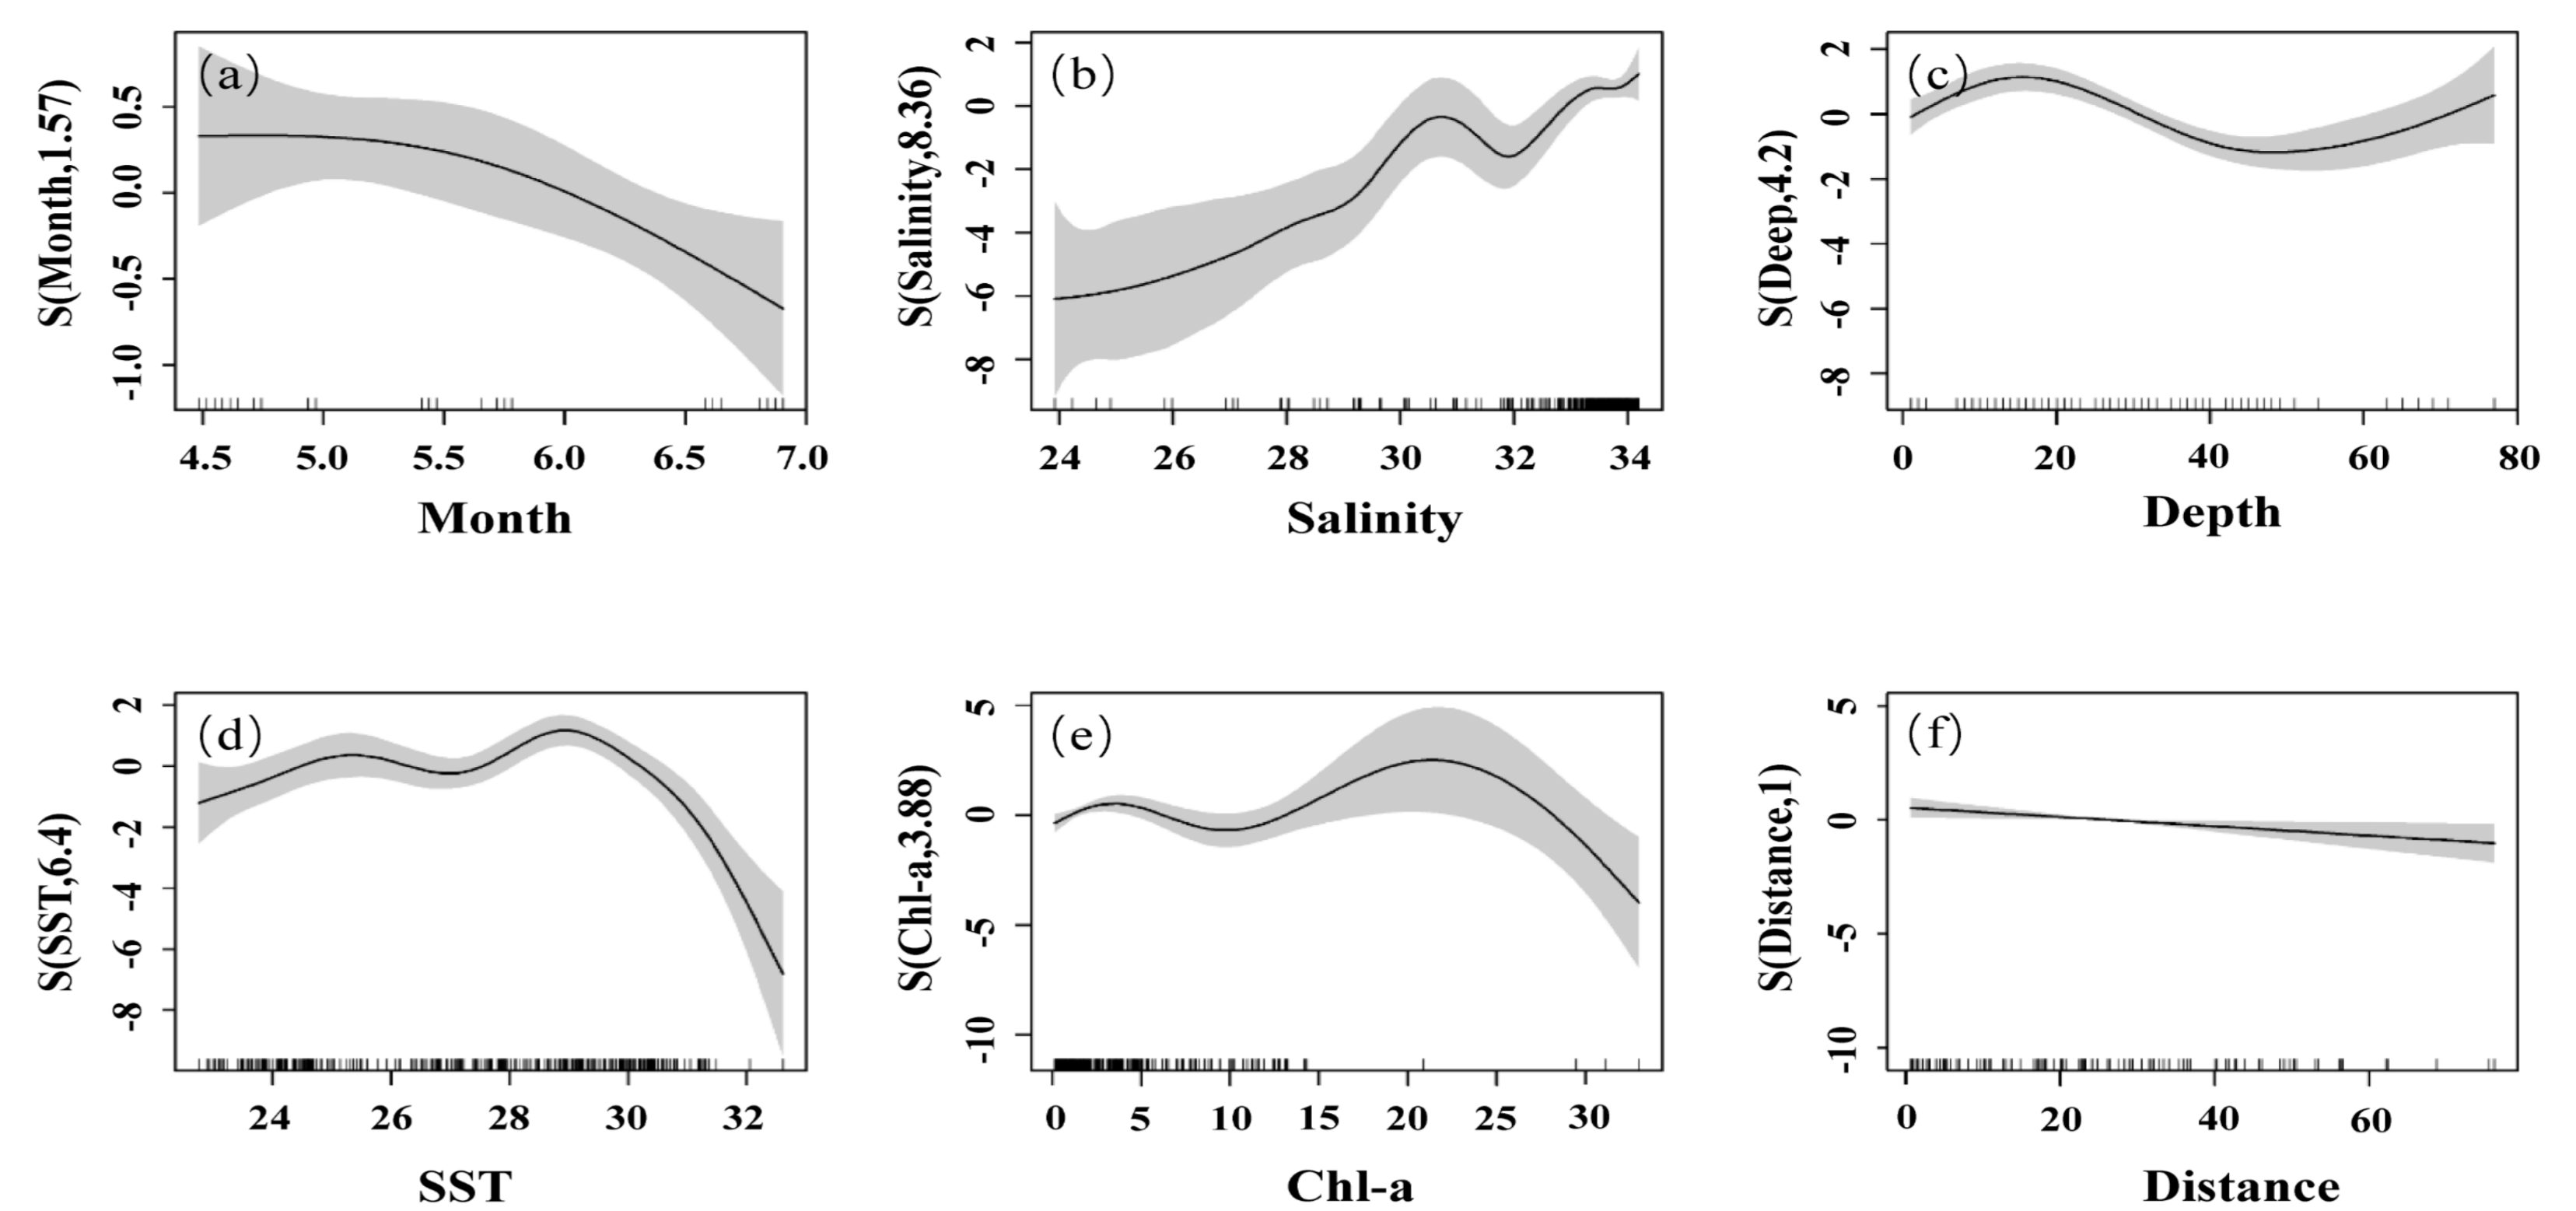 (a)
S(Month,1.57)
0.5
0.0
-0.5
-1.0
4.5 5.0 5.5 6.0 6.5 7.0
Month
(b)
S(Salinity,8.36)
2
0
-2
-4
-6
-8
24 26 28 30 32 34
Salinity
(c)
S(Deep,4.2)
2
0
-2
-4
-6
-8
0 20 40 60 80
Depth
(d)
S(SST,6.4)
2
0
-2
-4
-6
-8
24 26 28 30 32
SST
(e)
S(Chl-a,3.88)
5
0
-5
-10
0 5 10 15 20 25 30
Chl-a
(f)
S(Distance,1)
5
0
-5
-10
0 20 40 60
Distance